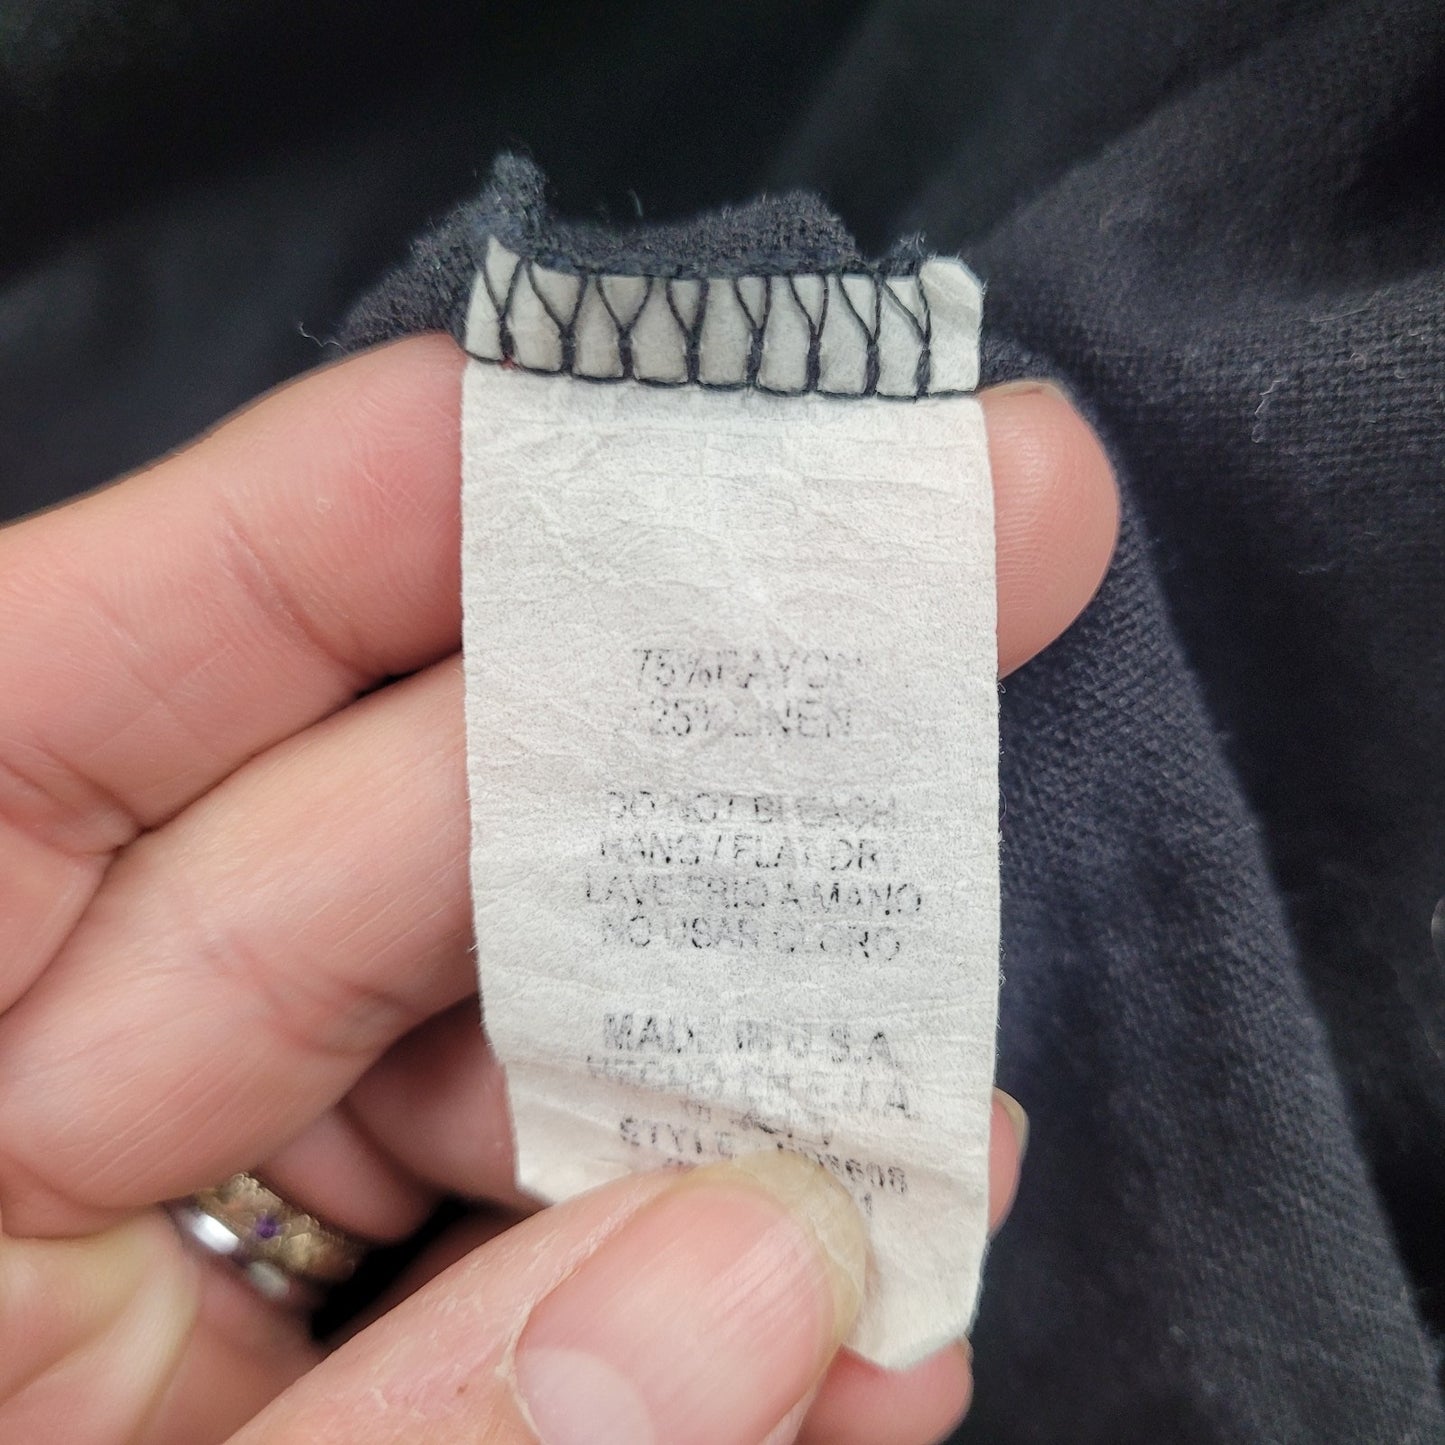 75% RAYON
25% LINEN
DO NOT BLEACH
HANG / FLAT DRY
LAVE FRIO A MANO
NO USAR CLORO
MADE IN U.S.A
HECHO EN E.U.A.
STYLE